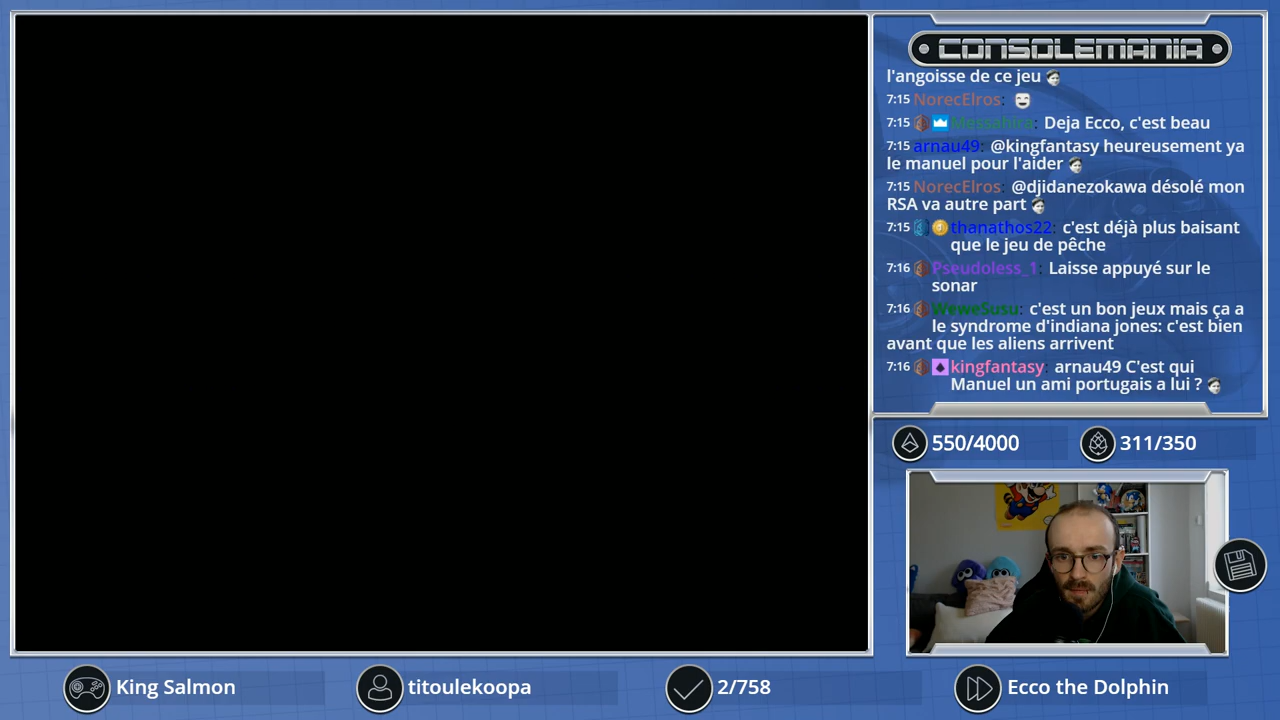 CONSOLEMANIA
l'angoisse de ce jeu
7:15 NorecElros:
7:15 Messahira: Deja Ecco, c'est beau
7:15 arnau49: @kingfantasy heureusement ya
le manuel pour l'aider
7:15 NorecElros: @djidanezokawa désolé mon
RSA va autre part
7:15 thanathos22: c'est déjà plus baisant
que le jeu de pêche
7:16 Pseudoless_1: Laisse appuyé sur le
sonar
7:16 WeweSusu: c'est un bon jeux mais ça a
le syndrome d'indiana jones: c'est bien
avant que les aliens arrivent
7:16 kingfantasy: arnau49 C'est qui
Manuel un ami portugais a lui ?
550/4000
311/350
King Salmon
titoulekoopa
2/758
Ecco the Dolphin